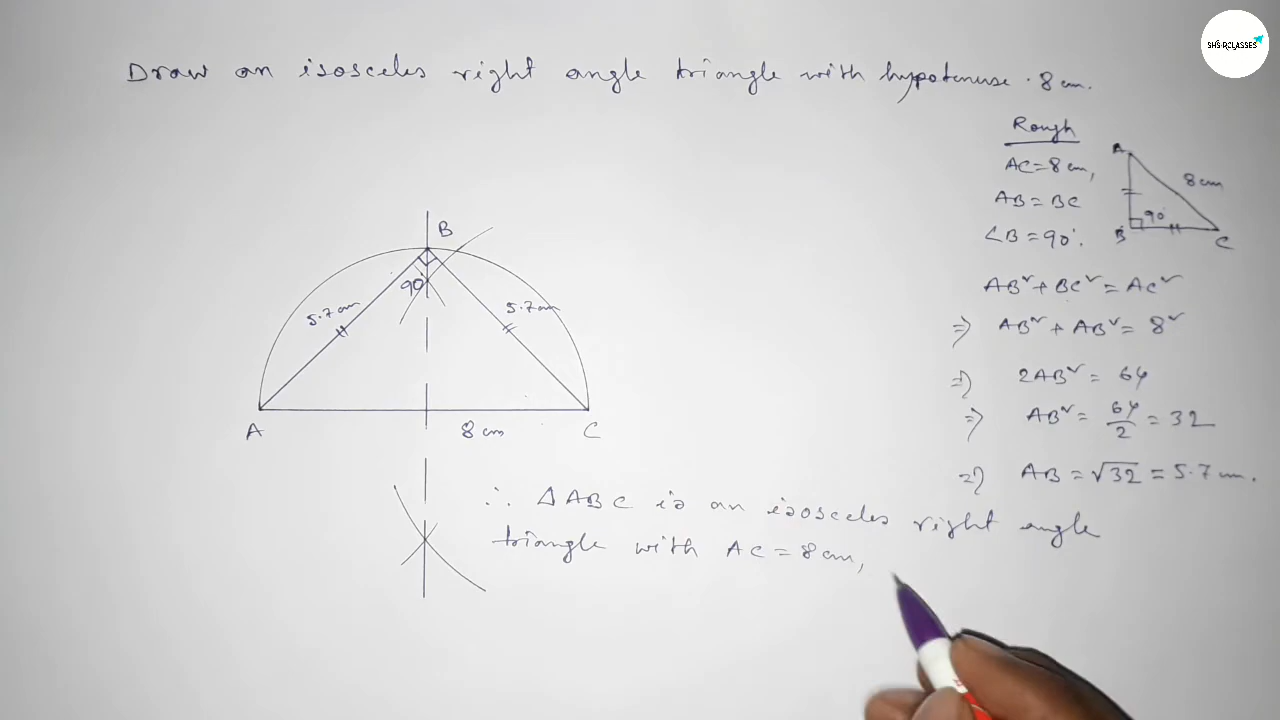 Draw an isosceles right angle triangle with hypotenuse . 8 cm.
SHSIRCLASSES
Rough
AC = 8 cm,
AB = BC
∠B = 90°.
A
8 cm
90°
B
C
AB² + BC² = AC²
⇒ AB² + AB² = 8²
⇒ 2AB² = 64
⇒ AB² = 64/2 = 32
⇒ AB = √32 = 5.7 cm.
B
90°
5.7 cm
5.7 cm
A
8 cm
C
∴ △ABC is an isosceles right angle
triangle with AC = 8 cm,